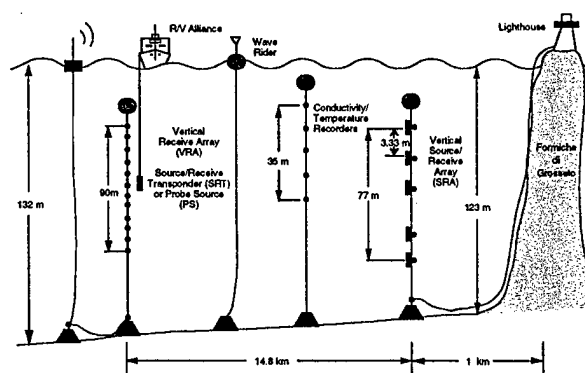 R/V Alliance
Wave
Rider
Lighthouse
Conductivity/
Temperature
Recorders
Vertical
Receive Array
(VRA)
Source/Receive
Transponder (SRT)
or Probe Source
(PS)
90m
35 m
3.33 m
77 m
Vertical
Source/
Receive
Array
(SRA)
Formiche
di
Grosseto
132 m
123 m
14.8 km
1 km